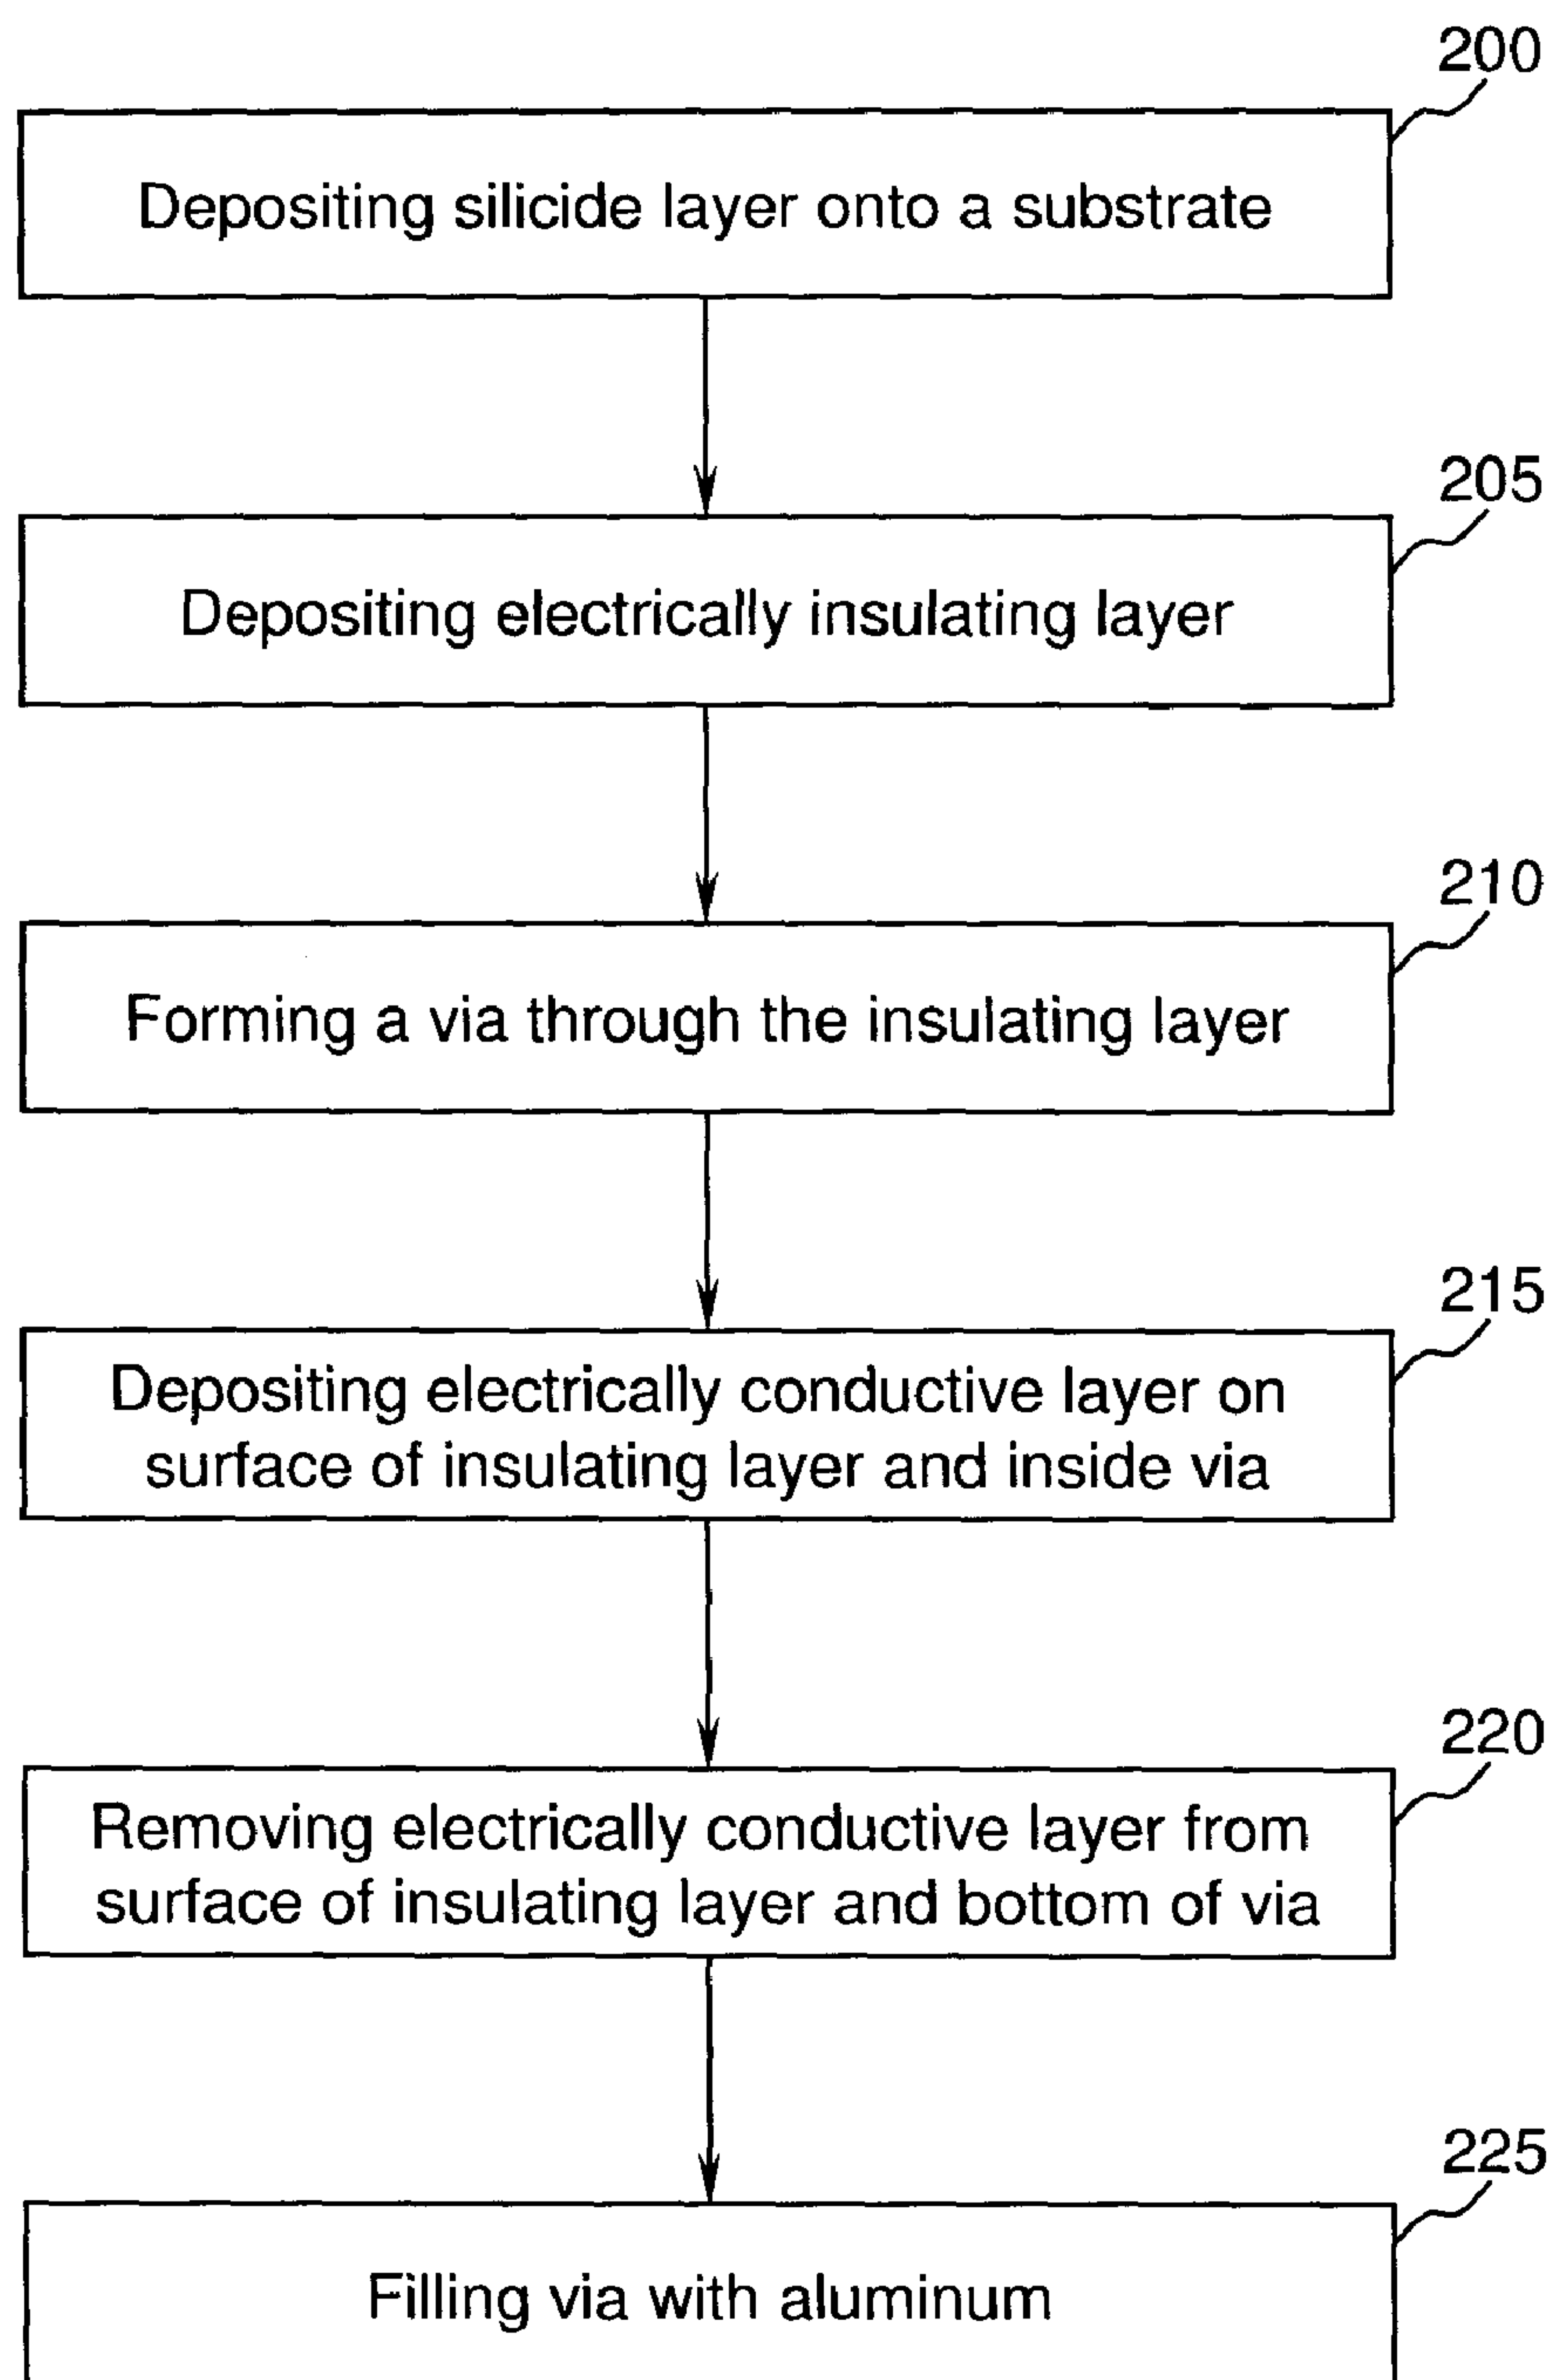 200
Depositing silicide layer onto a substrate
205
Depositing electrically insulating layer
210
Forming a via through the insulating layer
215
Depositing electrically conductive layer on
surface of insulating layer and inside via
220
Removing electrically conductive layer from
surface of insulating layer and bottom of via
225
Filling via with aluminum